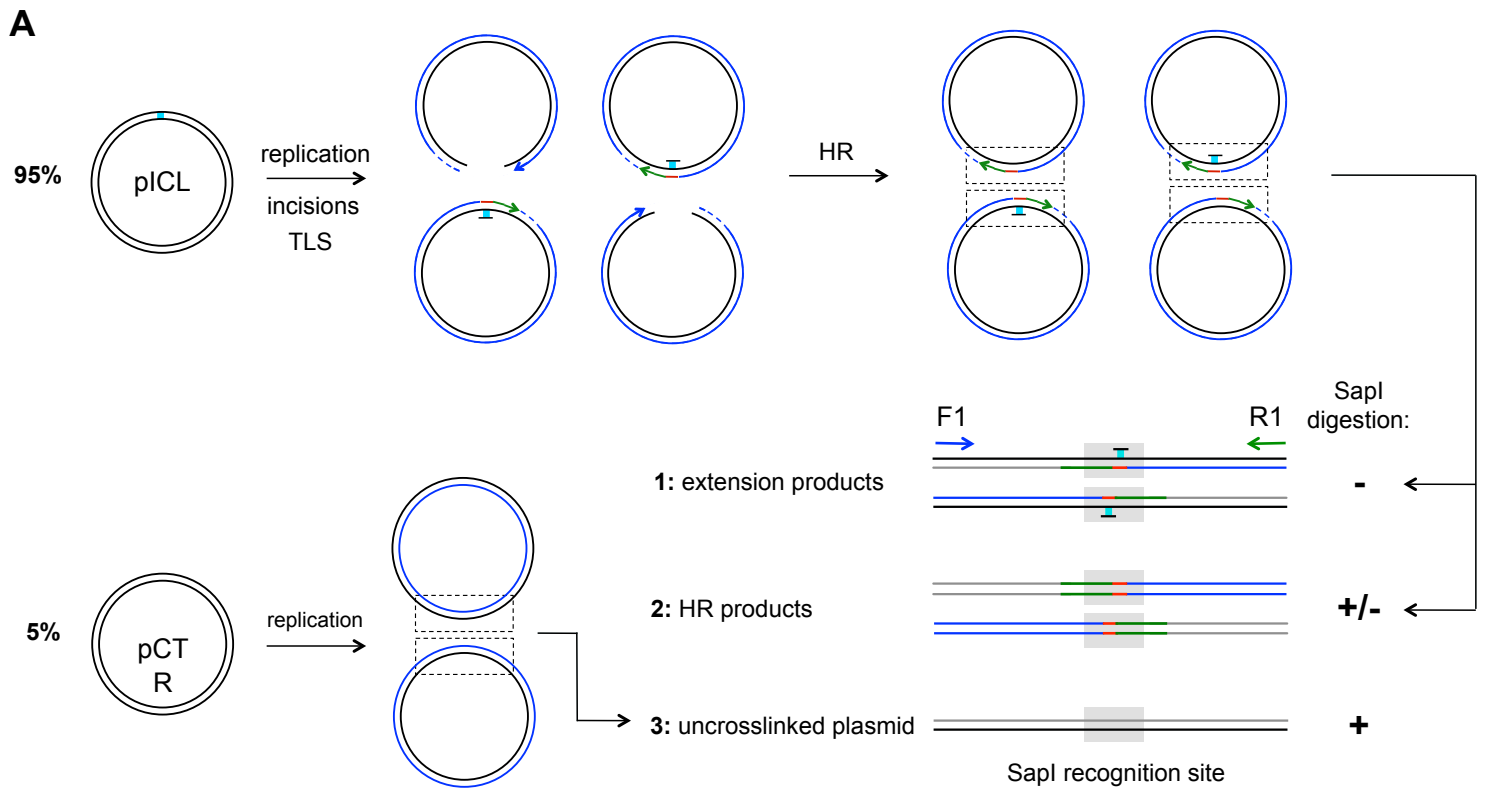 A
95%
pICL
replication
incisions
TLS
HR
SapI
digestion:
F1
R1
1: extension products
-
2: HR products
+/-
5%
pCT
R
replication
3: uncrosslinked plasmid
+
SapI recognition site